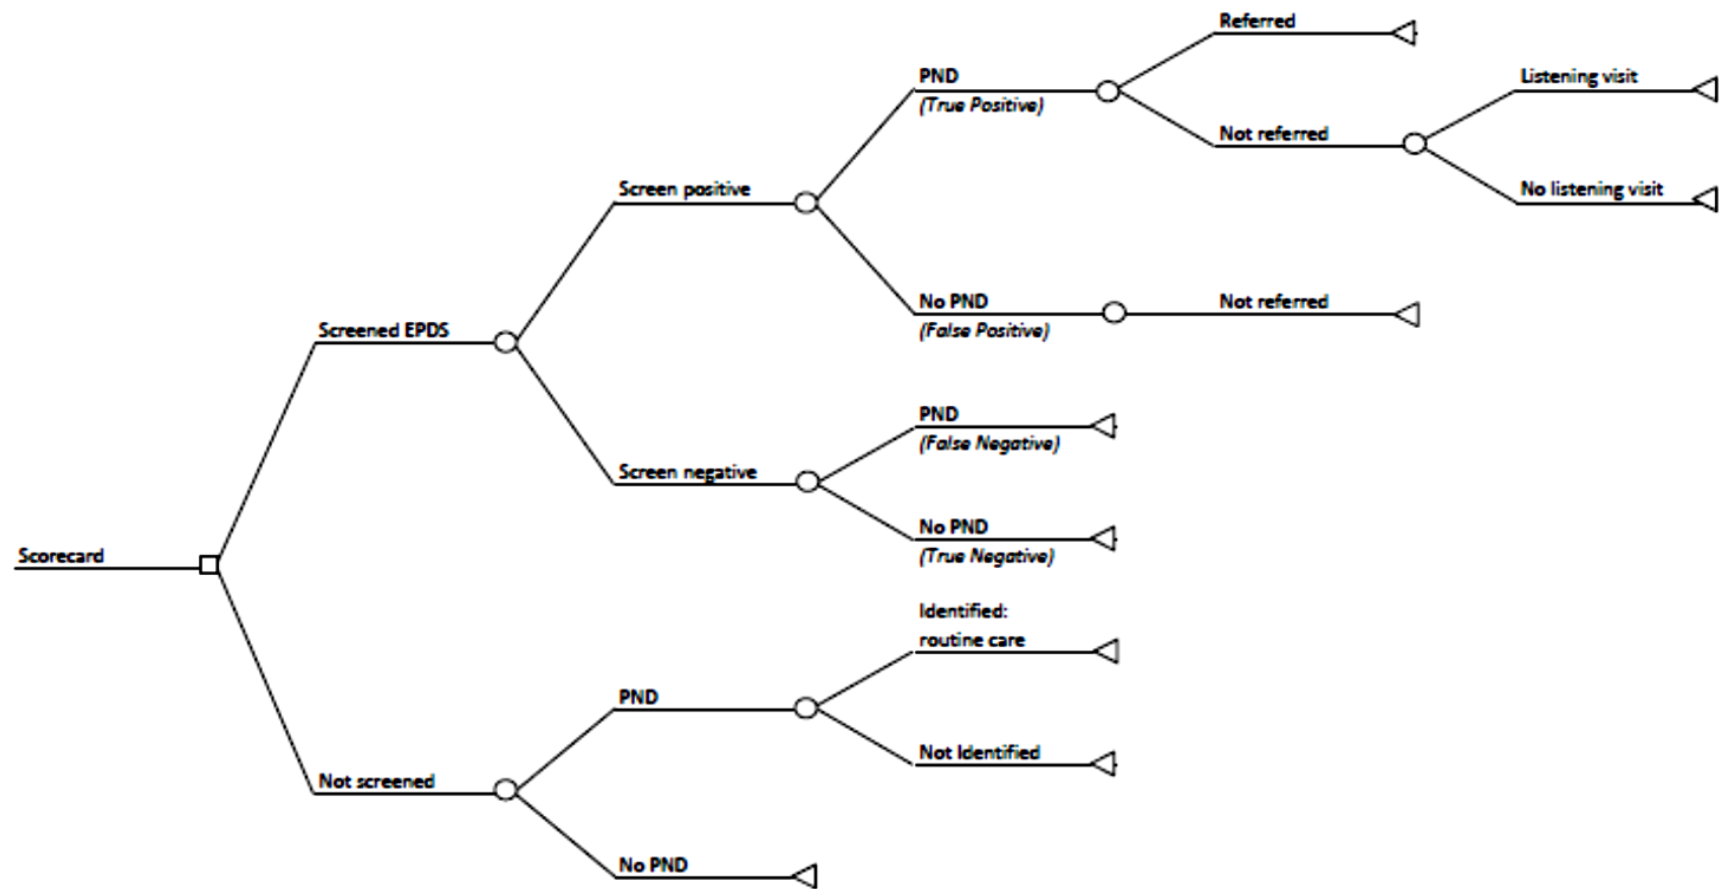 Referred
PND
(True Positive)
Listening visit
Not referred
Screen positive
No listening visit
No PND
(False Positive)
Not referred
Screened EPDS
PND
(False Negative)
Screen negative
No PND
(True Negative)
Scorecard
Identified:
routine care
PND
Not Identified
Not screened
No PND